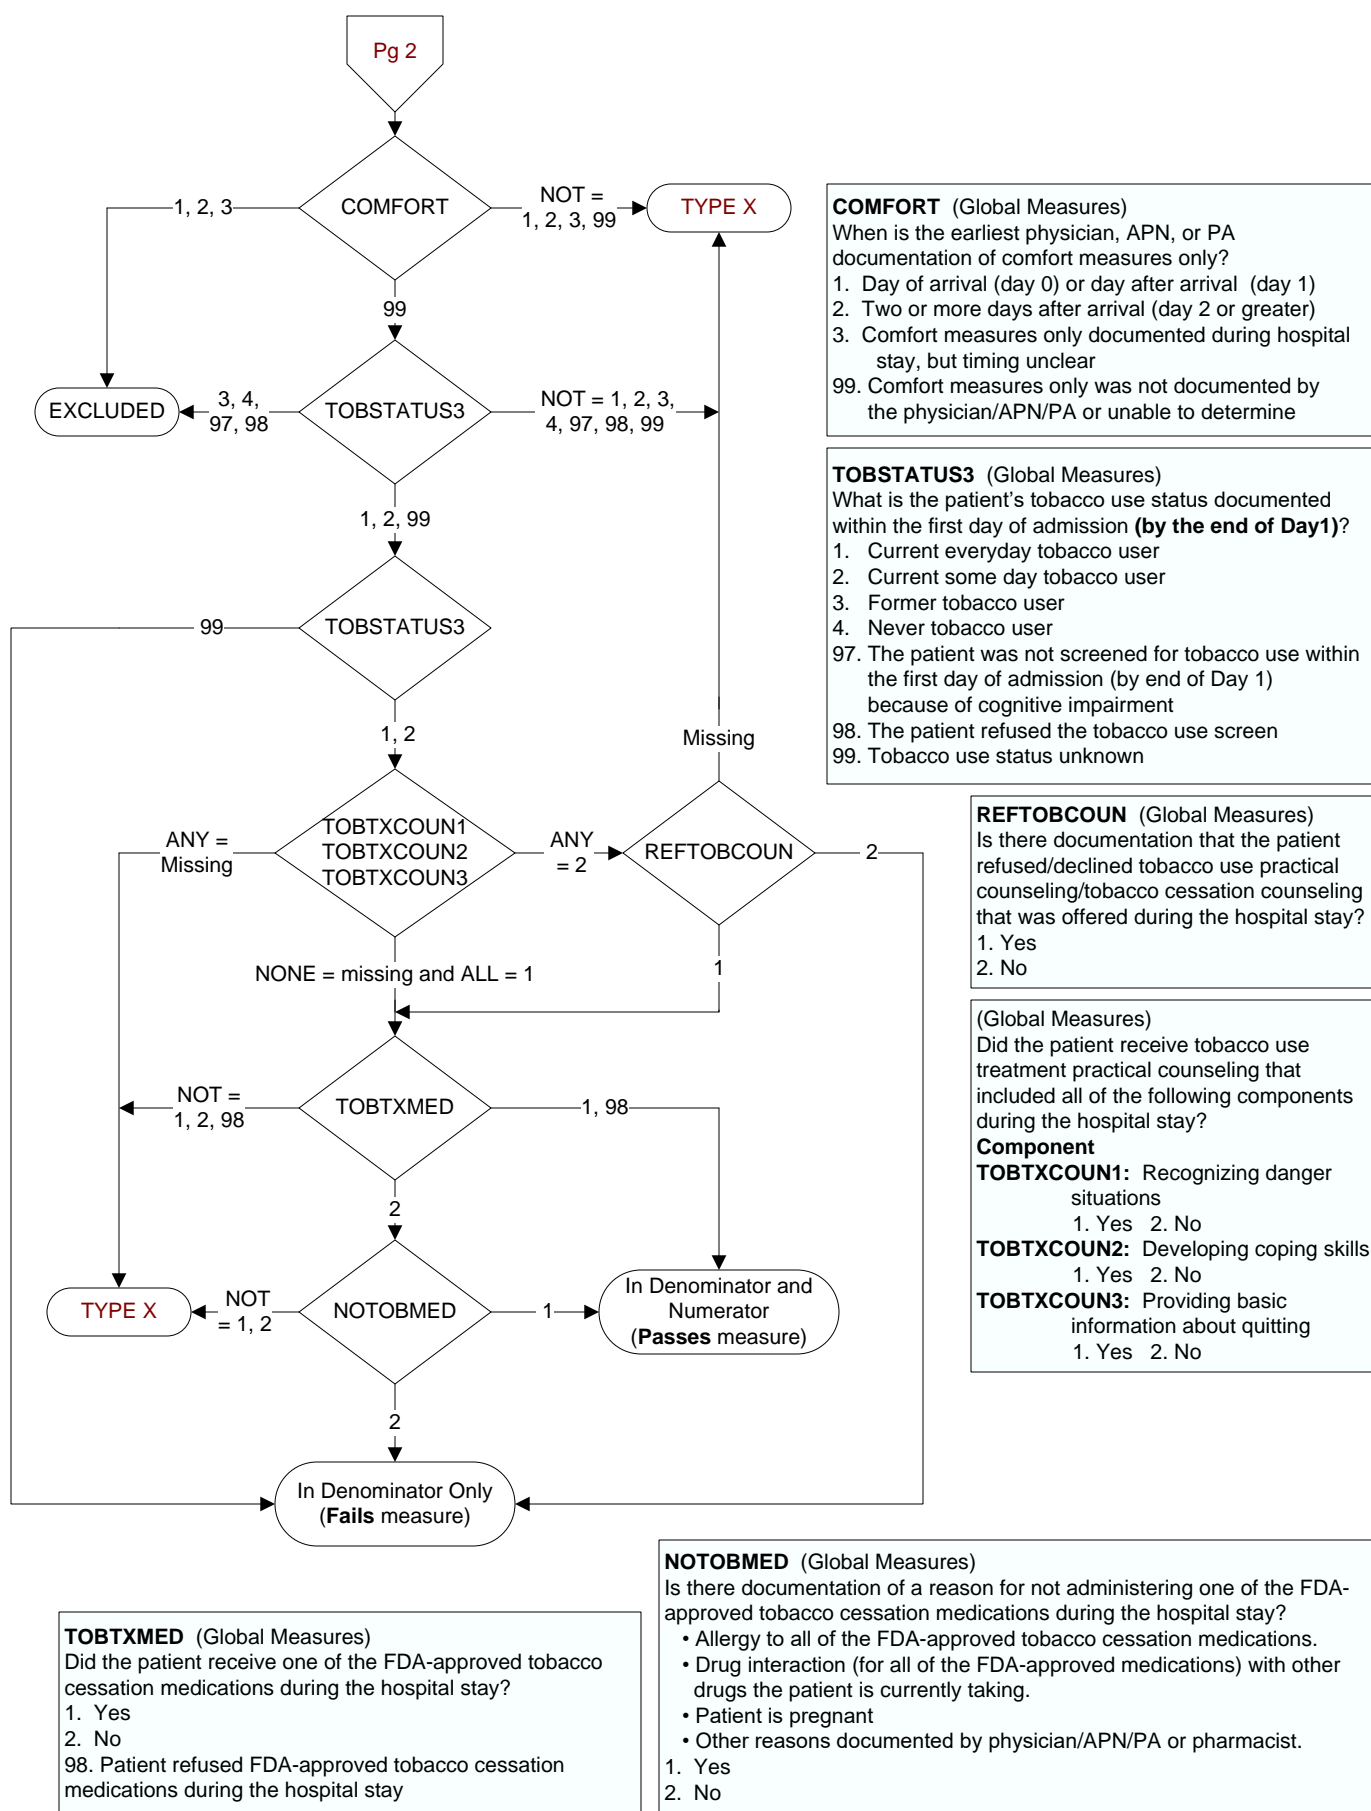 Pg 2
COMFORT
1, 2, 3
NOT =
1, 2, 3, 99
TYPE X
99
EXCLUDED
3, 4,
97, 98
TOBSTATUS3
NOT = 1, 2, 3,
4, 97, 98, 99
1, 2, 99
99
TOBSTATUS3
1, 2
Missing
ANY =
Missing
TOBTXCOUN1
TOBTXCOUN2
TOBTXCOUN3
ANY
= 2
REFTOBCOUN
2
NONE = missing and ALL = 1
1
NOT =
1, 2, 98
TOBTXMED
1, 98
2
TYPE X
NOT
= 1, 2
NOTOBMED
1
In Denominator and
Numerator
(Passes measure)
2
In Denominator Only
(Fails measure)
COMFORT (Global Measures)
When is the earliest physician, APN, or PA
documentation of comfort measures only?
1. Day of arrival (day 0) or day after arrival (day 1)
2. Two or more days after arrival (day 2 or greater)
3. Comfort measures only documented during hospital
stay, but timing unclear
99. Comfort measures only was not documented by
the physician/APN/PA or unable to determine
TOBSTATUS3 (Global Measures)
What is the patient's tobacco use status documented
within the first day of admission (by the end of Day1)?
1. Current everyday tobacco user
2. Current some day tobacco user
3. Former tobacco user
4. Never tobacco user
97. The patient was not screened for tobacco use within
the first day of admission (by end of Day 1)
because of cognitive impairment
98. The patient refused the tobacco use screen
99. Tobacco use status unknown
REFTOBCOUN (Global Measures)
Is there documentation that the patient
refused/declined tobacco use practical
counseling/tobacco cessation counseling
that was offered during the hospital stay?
1. Yes
2. No
(Global Measures)
Did the patient receive tobacco use
treatment practical counseling that
included all of the following components
during the hospital stay?
Component
TOBTXCOUN1: Recognizing danger
situations
1. Yes 2. No
TOBTXCOUN2: Developing coping skills
1. Yes 2. No
TOBTXCOUN3: Providing basic
information about quitting
1. Yes 2. No
NOTOBMED (Global Measures)
Is there documentation of a reason for not administering one of the FDA-
approved tobacco cessation medications during the hospital stay?
• Allergy to all of the FDA-approved tobacco cessation medications.
• Drug interaction (for all of the FDA-approved medications) with other
drugs the patient is currently taking.
• Patient is pregnant
• Other reasons documented by physician/APN/PA or pharmacist.
1. Yes
2. No
TOBTXMED (Global Measures)
Did the patient receive one of the FDA-approved tobacco
cessation medications during the hospital stay?
1. Yes
2. No
98. Patient refused FDA-approved tobacco cessation
medications during the hospital stay